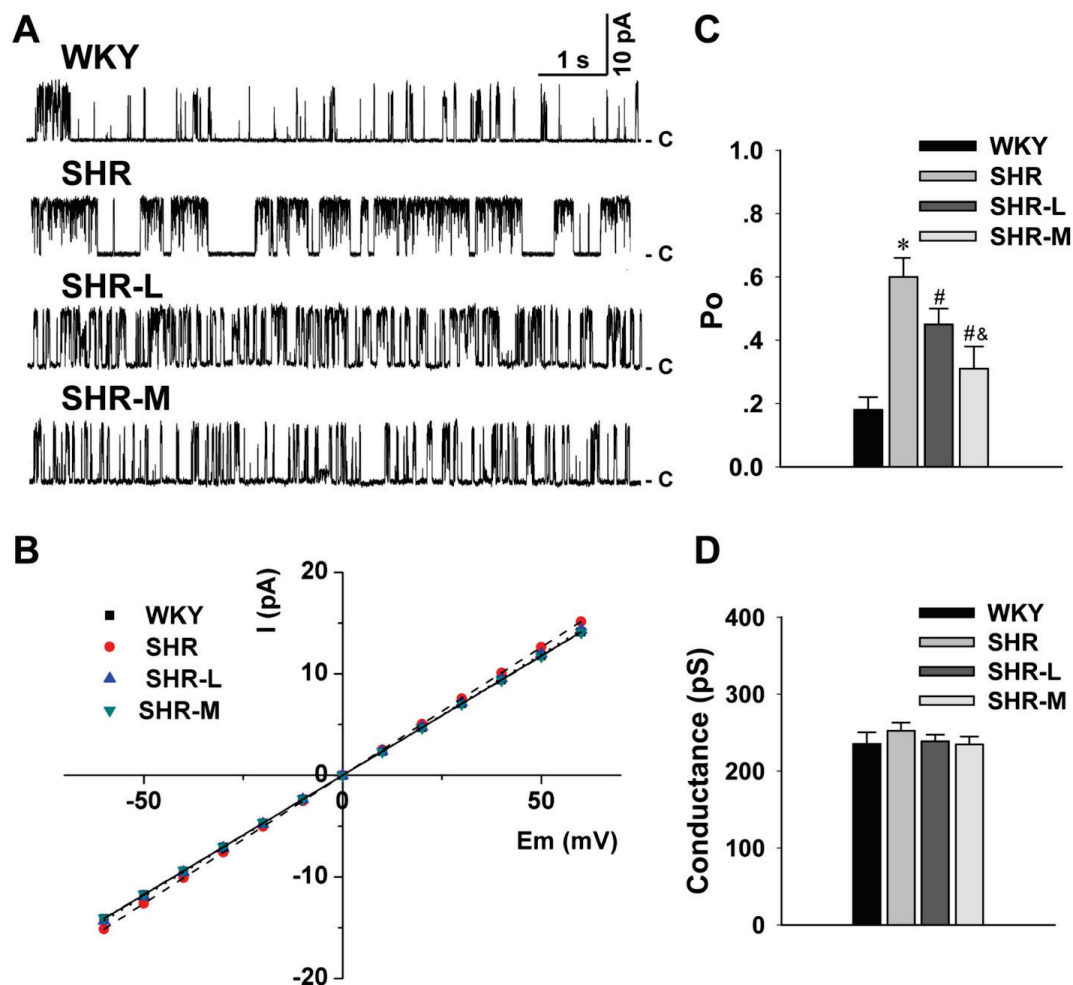 A
WKY
1 s
10 pA
- C
SHR
- C
SHR-L
- C
SHR-M
- C
C
WKY
SHR
SHR-L
SHR-M
1.0
.8
.6
.4
.2
0.0
Po
*
#
#&
B
WKY
SHR
SHR-L
SHR-M
I (pA)
20
10
0
-10
-20
-50
0
50
Em (mV)
D
WKY
SHR
SHR-L
SHR-M
400
300
200
100
0
Conductance (pS)